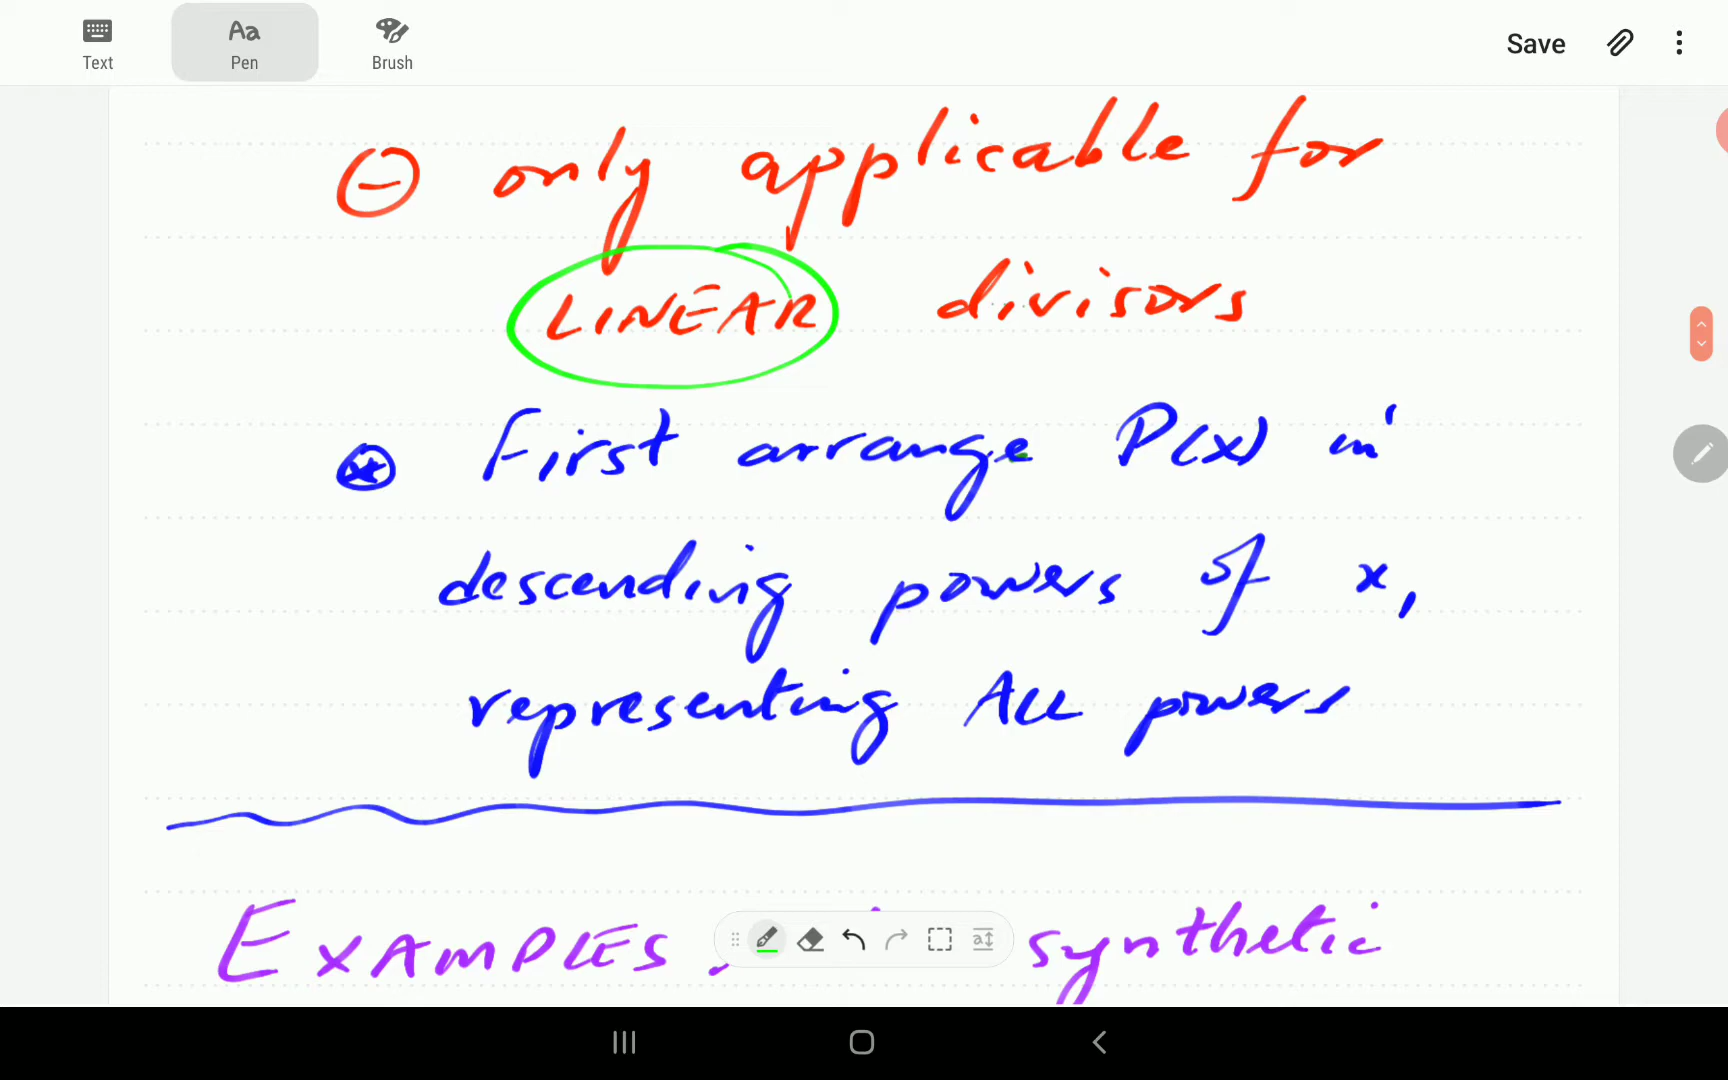 Text Aa Pen Brush Save
⊖ only applicable for
LINEAR divisors
⊛ First arrange P(x) in
descending powers of x,
representing ALL powers
EXAMPLES: synthetic